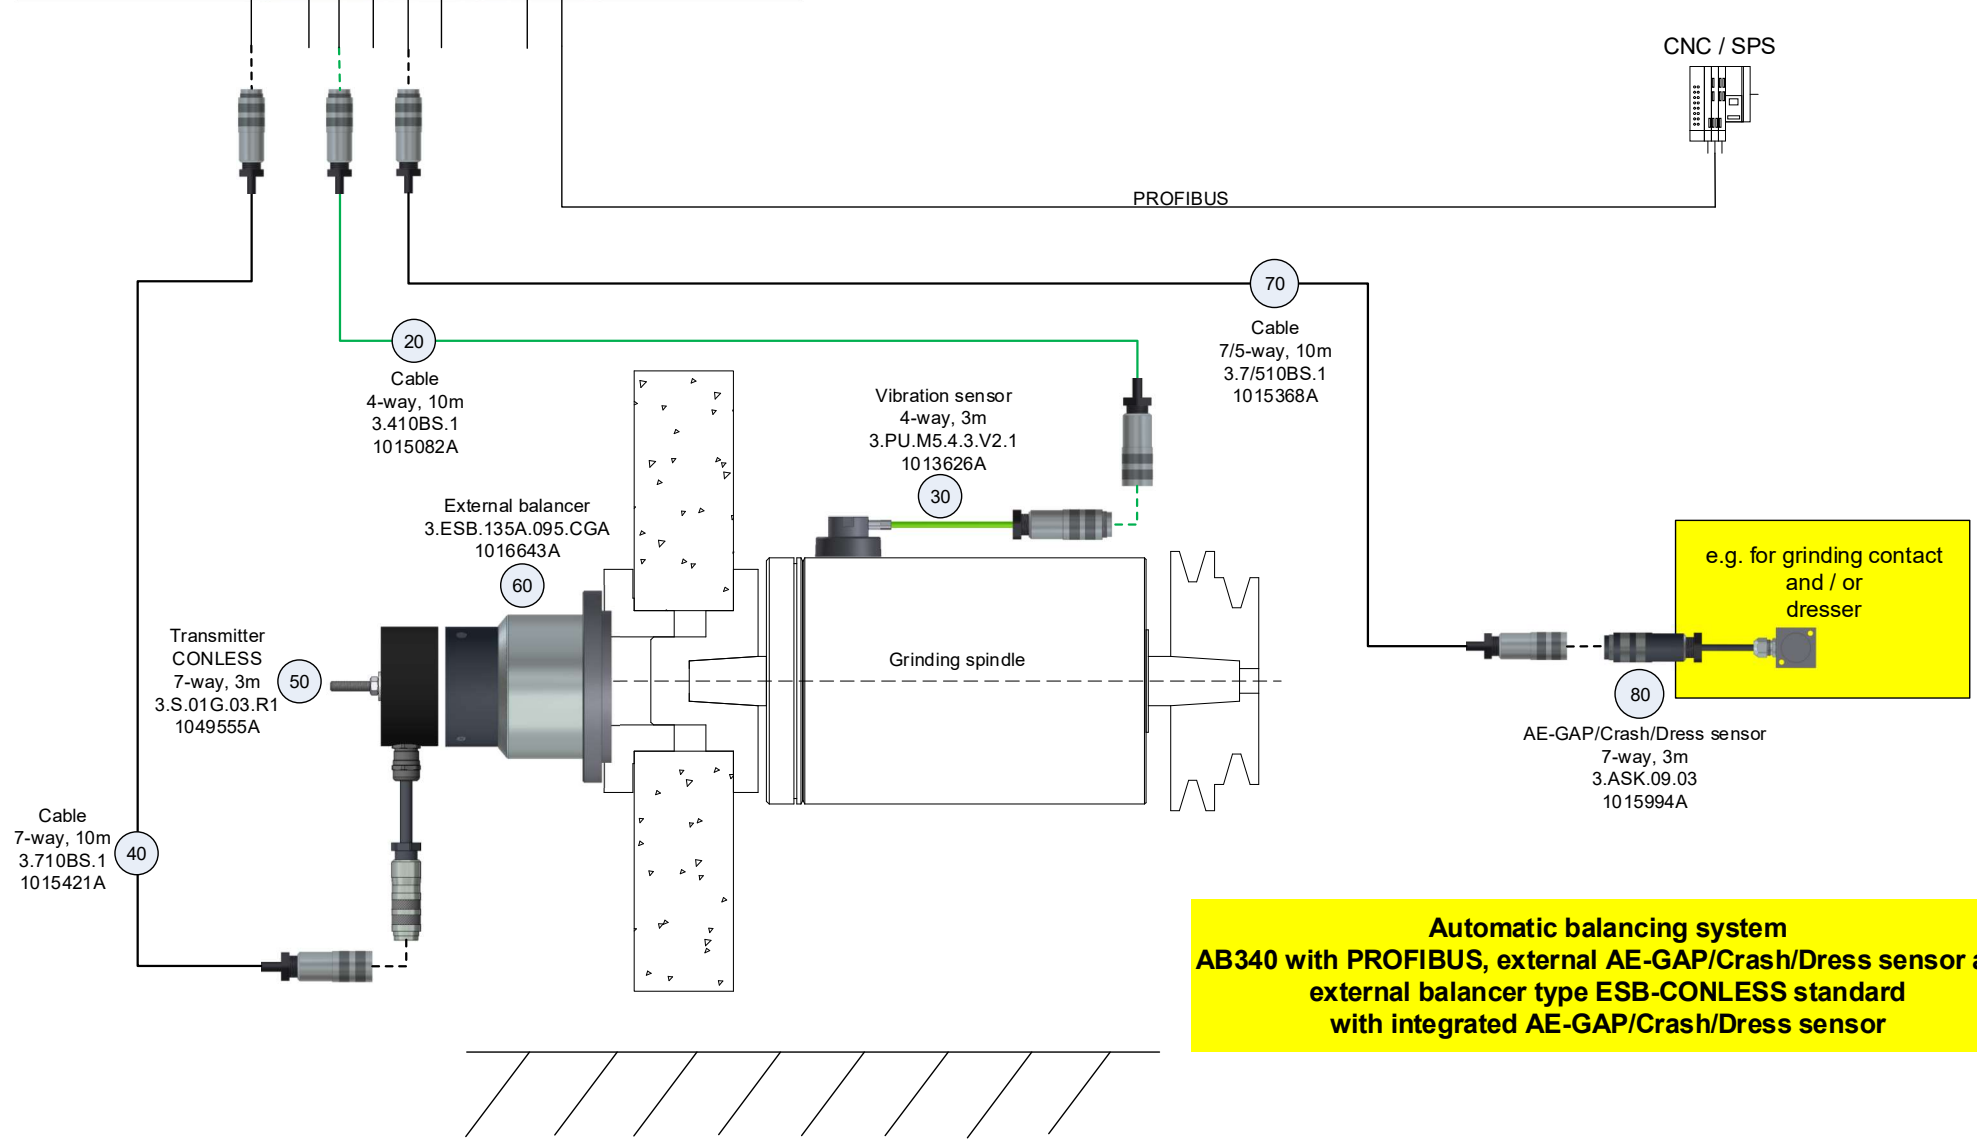 CNC / SPS
PROFIBUS
70
Cable
7/5-way, 10m
3.7/510BS.1
1015368A
20
Cable
4-way, 10m
3.410BS.1
1015082A
Vibration sensor
4-way, 3m
3.PU.M5.4.3.V2.1
1013626A
30
External balancer
3.ESB.135A.095.CGA
1016643A
60
e.g. for grinding contact
and / or
dresser
Transmitter
CONLESS
7-way, 3m
3.S.01G.03.R1
1049555A
50
Grinding spindle
80
AE-GAP/Crash/Dress sensor
7-way, 3m
3.ASK.09.03
1015994A
Cable
7-way, 10m
3.710BS.1
1015421A
40
Automatic balancing system
AB340 with PROFIBUS, external AE-GAP/Crash/Dress sensor
external balancer type ESB-CONLESS standard
with integrated AE-GAP/Crash/Dress sensor